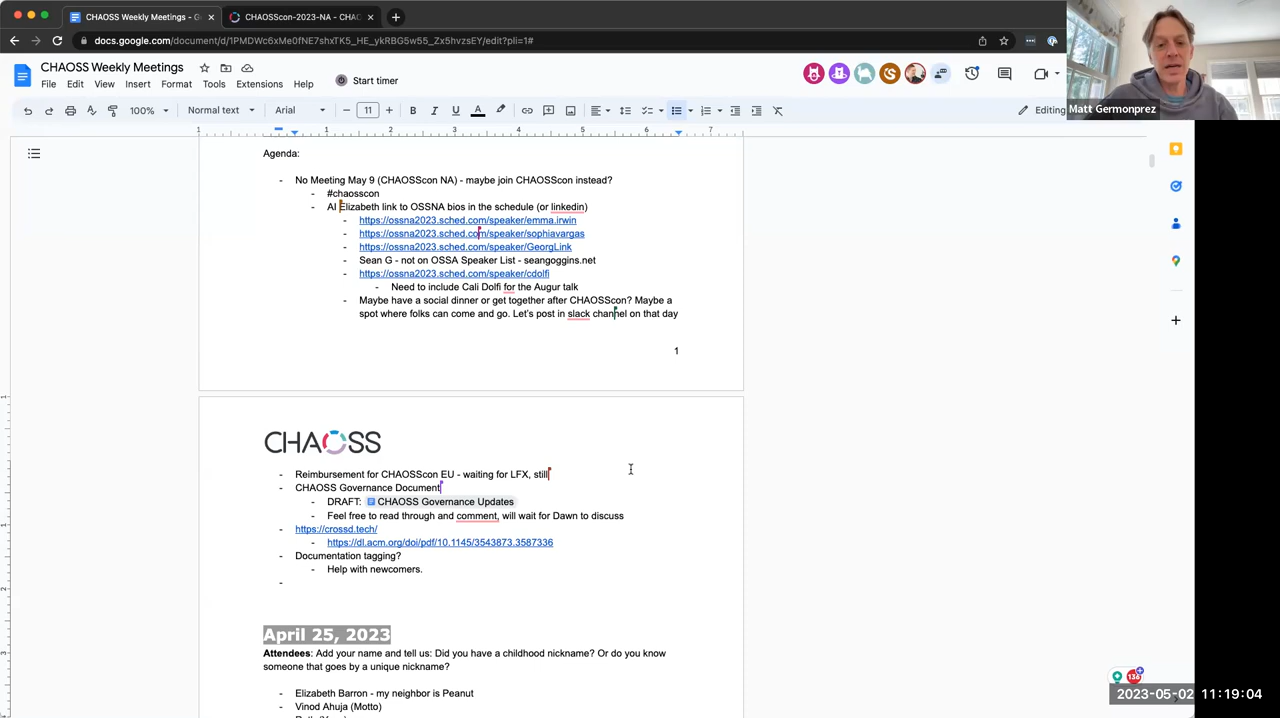 CHAOSS Weekly Meetings - G
CHAOSScon-2023-NA - CHAC
docs.google.com/document/d/1PMDWc6xMe0fNE7shxTK5_HE_ykRBG5w55_Zx5hvzsEY/edit?pli=1#
CHAOSS Weekly Meetings
File Edit View Insert Format Tools Extensions Help
Start timer
100% Normal text Arial 11 Editing
Matt Germonprez
1 1 2 3 4 5 6 7
Agenda:
- No Meeting May 9 (CHAOSScon NA) - maybe join CHAOSScon instead?
- #chaosscon
- AI Elizabeth link to OSSNA bios in the schedule (or linkedin)
- https://ossna2023.sched.com/speaker/emma.irwin
- https://ossna2023.sched.com/speaker/sophiavargas
- https://ossna2023.sched.com/speaker/GeorgLink
- Sean G - not on OSSA Speaker List - seangoggins.net
- https://ossna2023.sched.com/speaker/cdolfi
- Need to include Cali Dolfi for the Augur talk
- Maybe have a social dinner or get together after CHAOSScon? Maybe a
spot where folks can come and go. Let's post in slack channel on that day
1
CHAOSS
- Reimbursement for CHAOSScon EU - waiting for LFX, still
- CHAOSS Governance Document
- DRAFT: CHAOSS Governance Updates
- Feel free to read through and comment, will wait for Dawn to discuss
- https://crossd.tech/
- https://dl.acm.org/doi/pdf/10.1145/3543873.3587336
- Documentation tagging?
- Help with newcomers.
-
April 25, 2023
Attendees: Add your name and tell us: Did you have a childhood nickname? Or do you know
someone that goes by a unique nickname?
- Elizabeth Barron - my neighbor is Peanut
- Vinod Ahuja (Motto)
136
2023-05-02 11:19:04